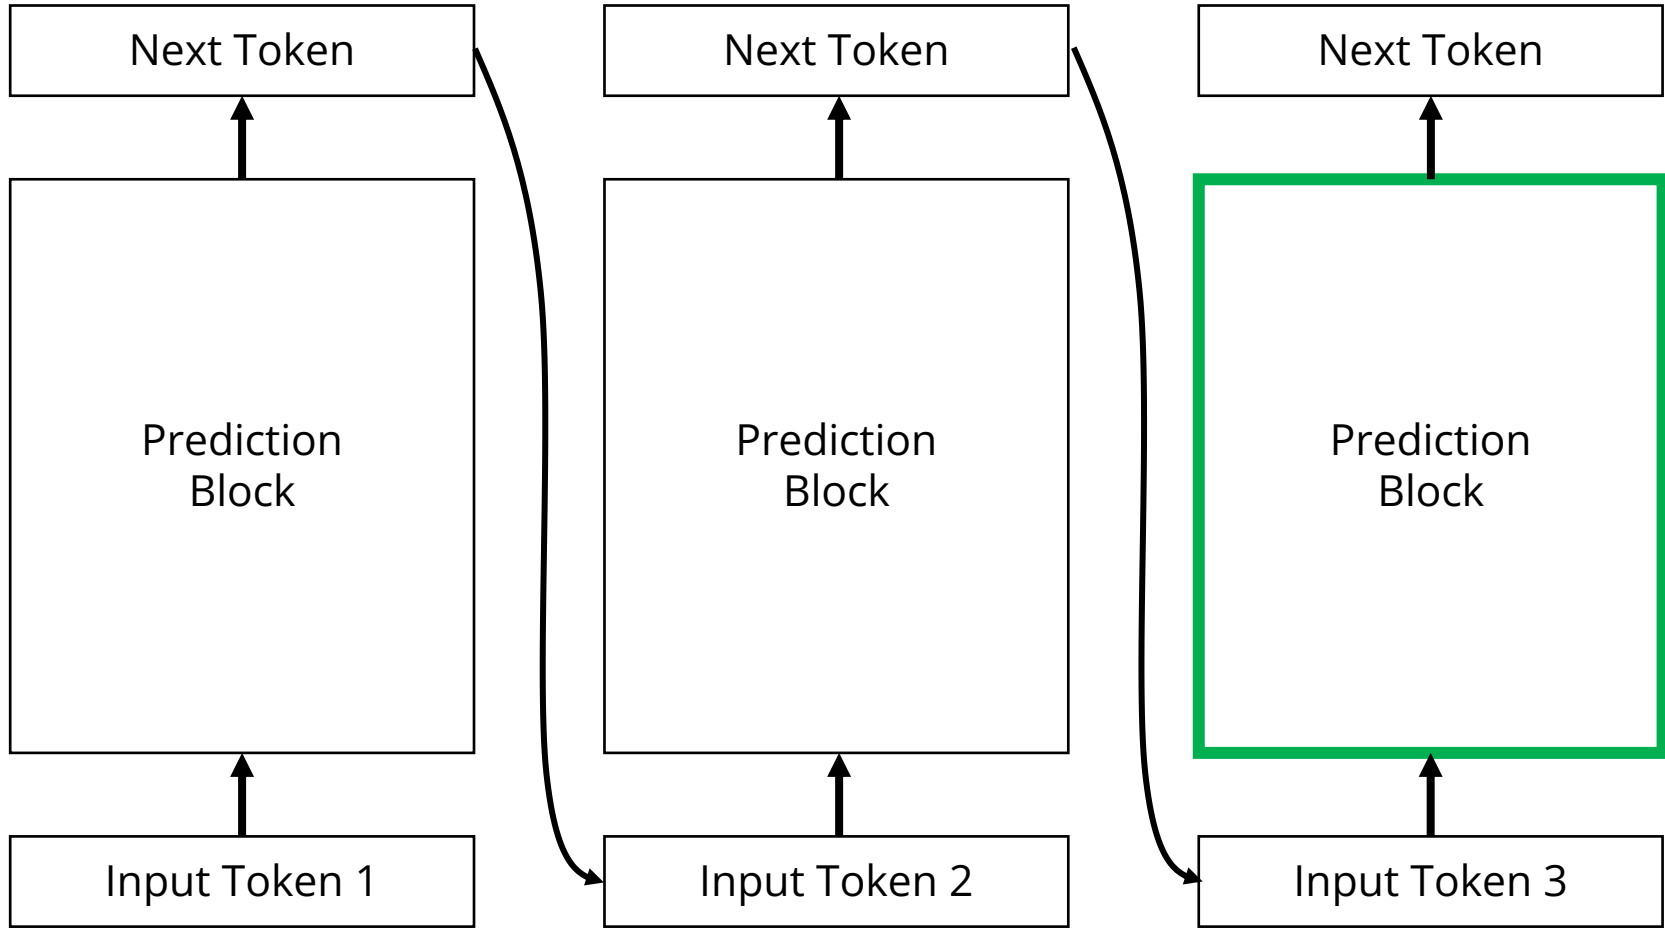 Next Token
Next Token
Next Token
Prediction
Block
Prediction
Block
Prediction
Block
Input Token 1
Input Token 2
Input Token 3